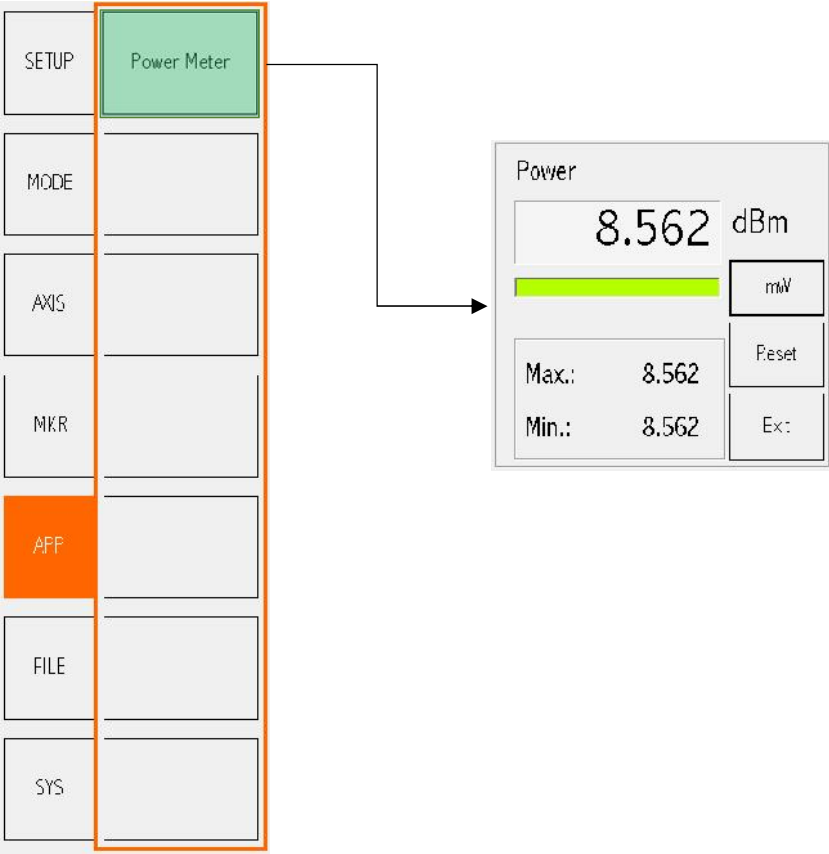 SETUP
Power Meter
MODE
AXIS
MKR
APP
FILE
SYS
Power
8.562 dBm
mW
Reset
Max.: 8.562
Min.: 8.562